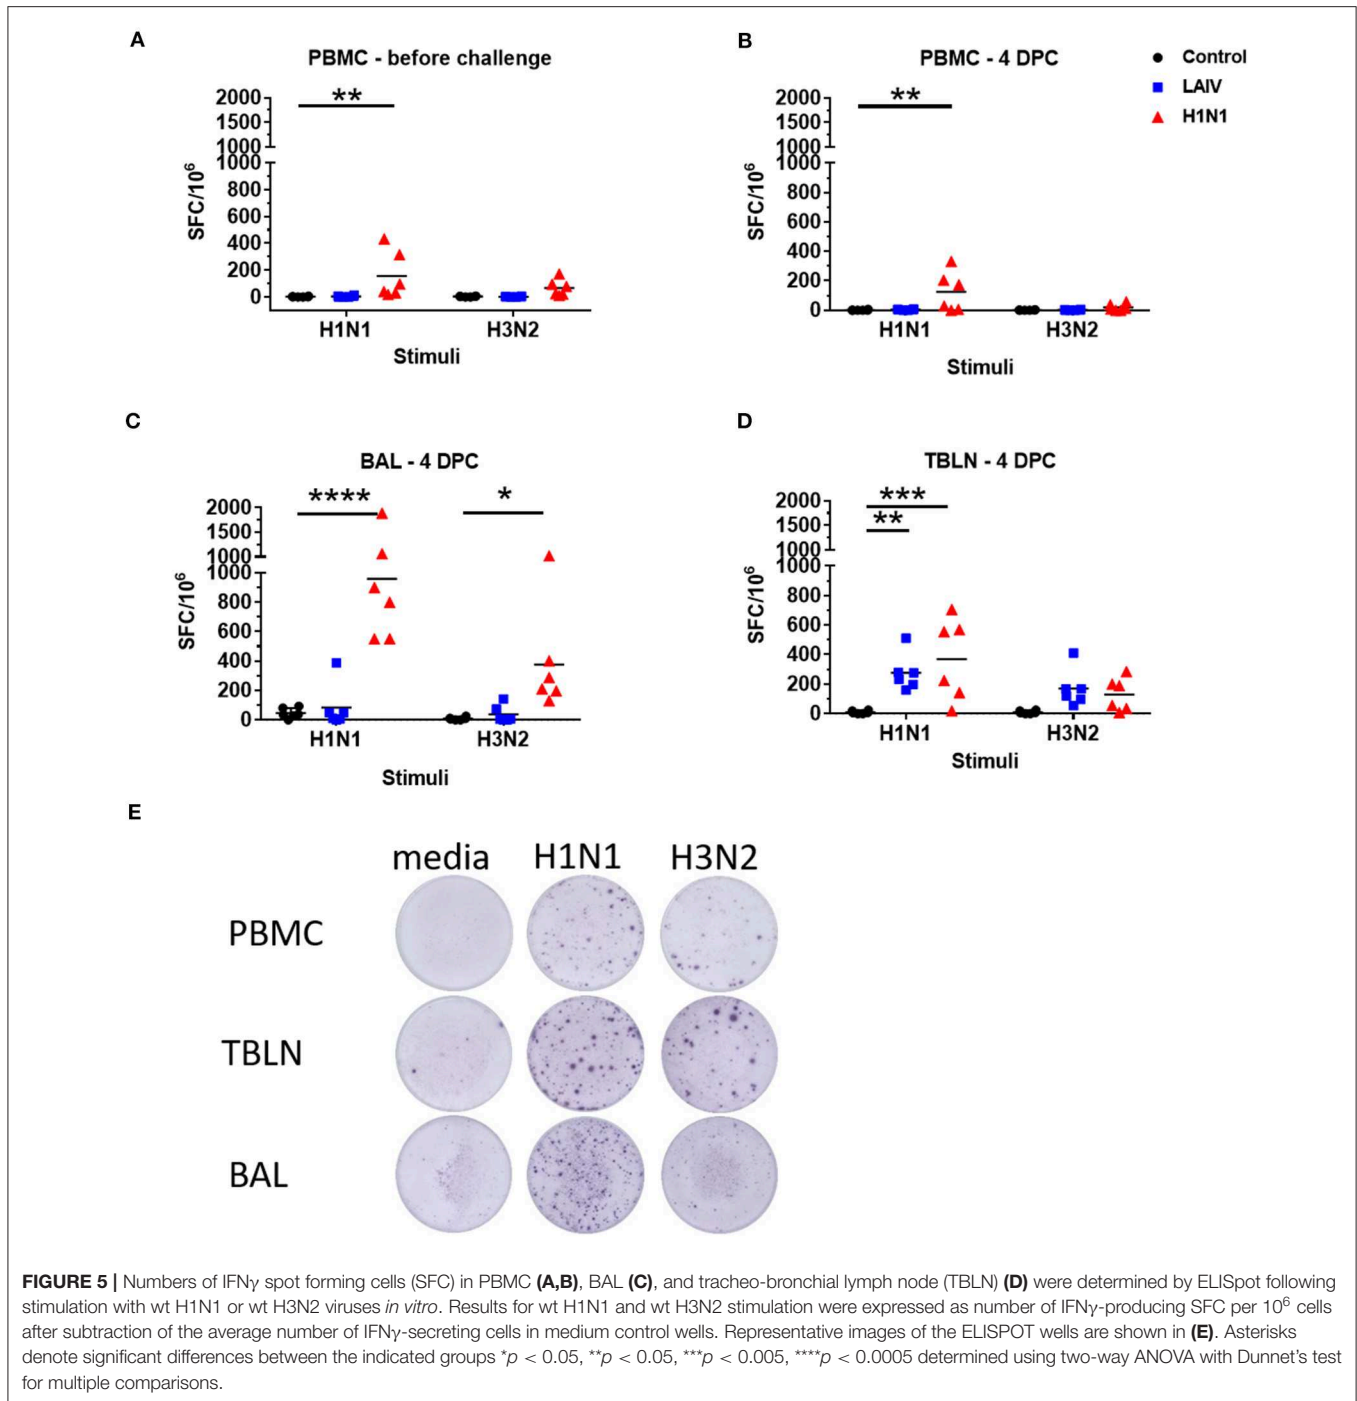 A
PBMC - before challenge
**
2000
1500
1000
1000
800
600
400
200
0
SFC/10⁶
H1N1
H3N2
Stimuli
B
PBMC - 4 DPC
**
2000
1500
1000
1000
800
600
400
200
0
SFC/10⁶
H1N1
H3N2
Stimuli
Control
LAIV
H1N1
C
BAL - 4 DPC
****
*
2000
1500
1000
1000
800
600
400
200
0
SFC/10⁶
H1N1
H3N2
Stimuli
D
TBLN - 4 DPC
***
**
2000
1500
1000
1000
800
600
400
200
0
SFC/10⁶
H1N1
H3N2
Stimuli
E
media H1N1 H3N2
PBMC
TBLN
BAL
FIGURE 5 | Numbers of IFNγ spot forming cells (SFC) in PBMC (A,B), BAL (C), and tracheo-bronchial lymph node (TBLN) (D) were determined by ELISpot following
stimulation with wt H1N1 or wt H3N2 viruses in vitro. Results for wt H1N1 and wt H3N2 stimulation were expressed as number of IFNγ-producing SFC per 10⁶ cells
after subtraction of the average number of IFNγ-secreting cells in medium control wells. Representative images of the ELISPOT wells are shown in (E). Asterisks
denote significant differences between the indicated groups *p < 0.05, **p < 0.05, ***p < 0.005, ****p < 0.0005 determined using two-way ANOVA with Dunnet's test
for multiple comparisons.